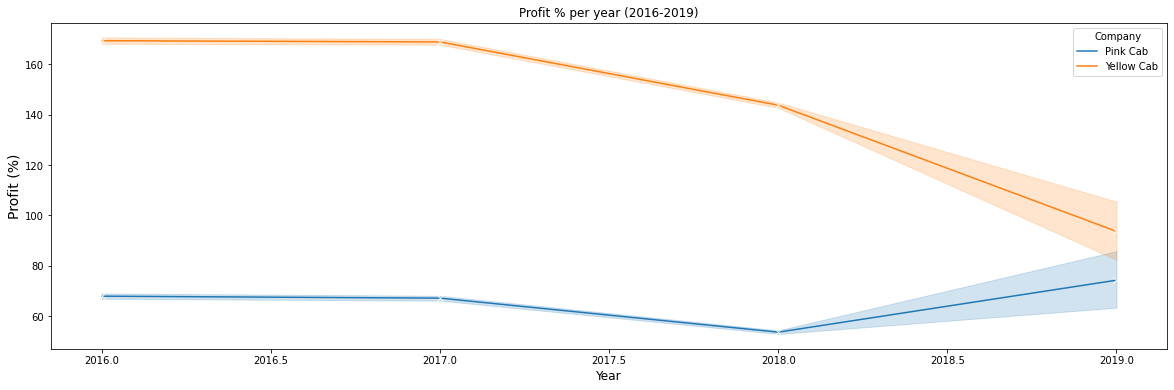 Profit % per year (2016-2019)
Company
Pink Cab
Yellow Cab
Profit (%)
160
140
120
100
80
60
2016.0 2016.5 2017.0 2017.5 2018.0 2018.5 2019.0
Year